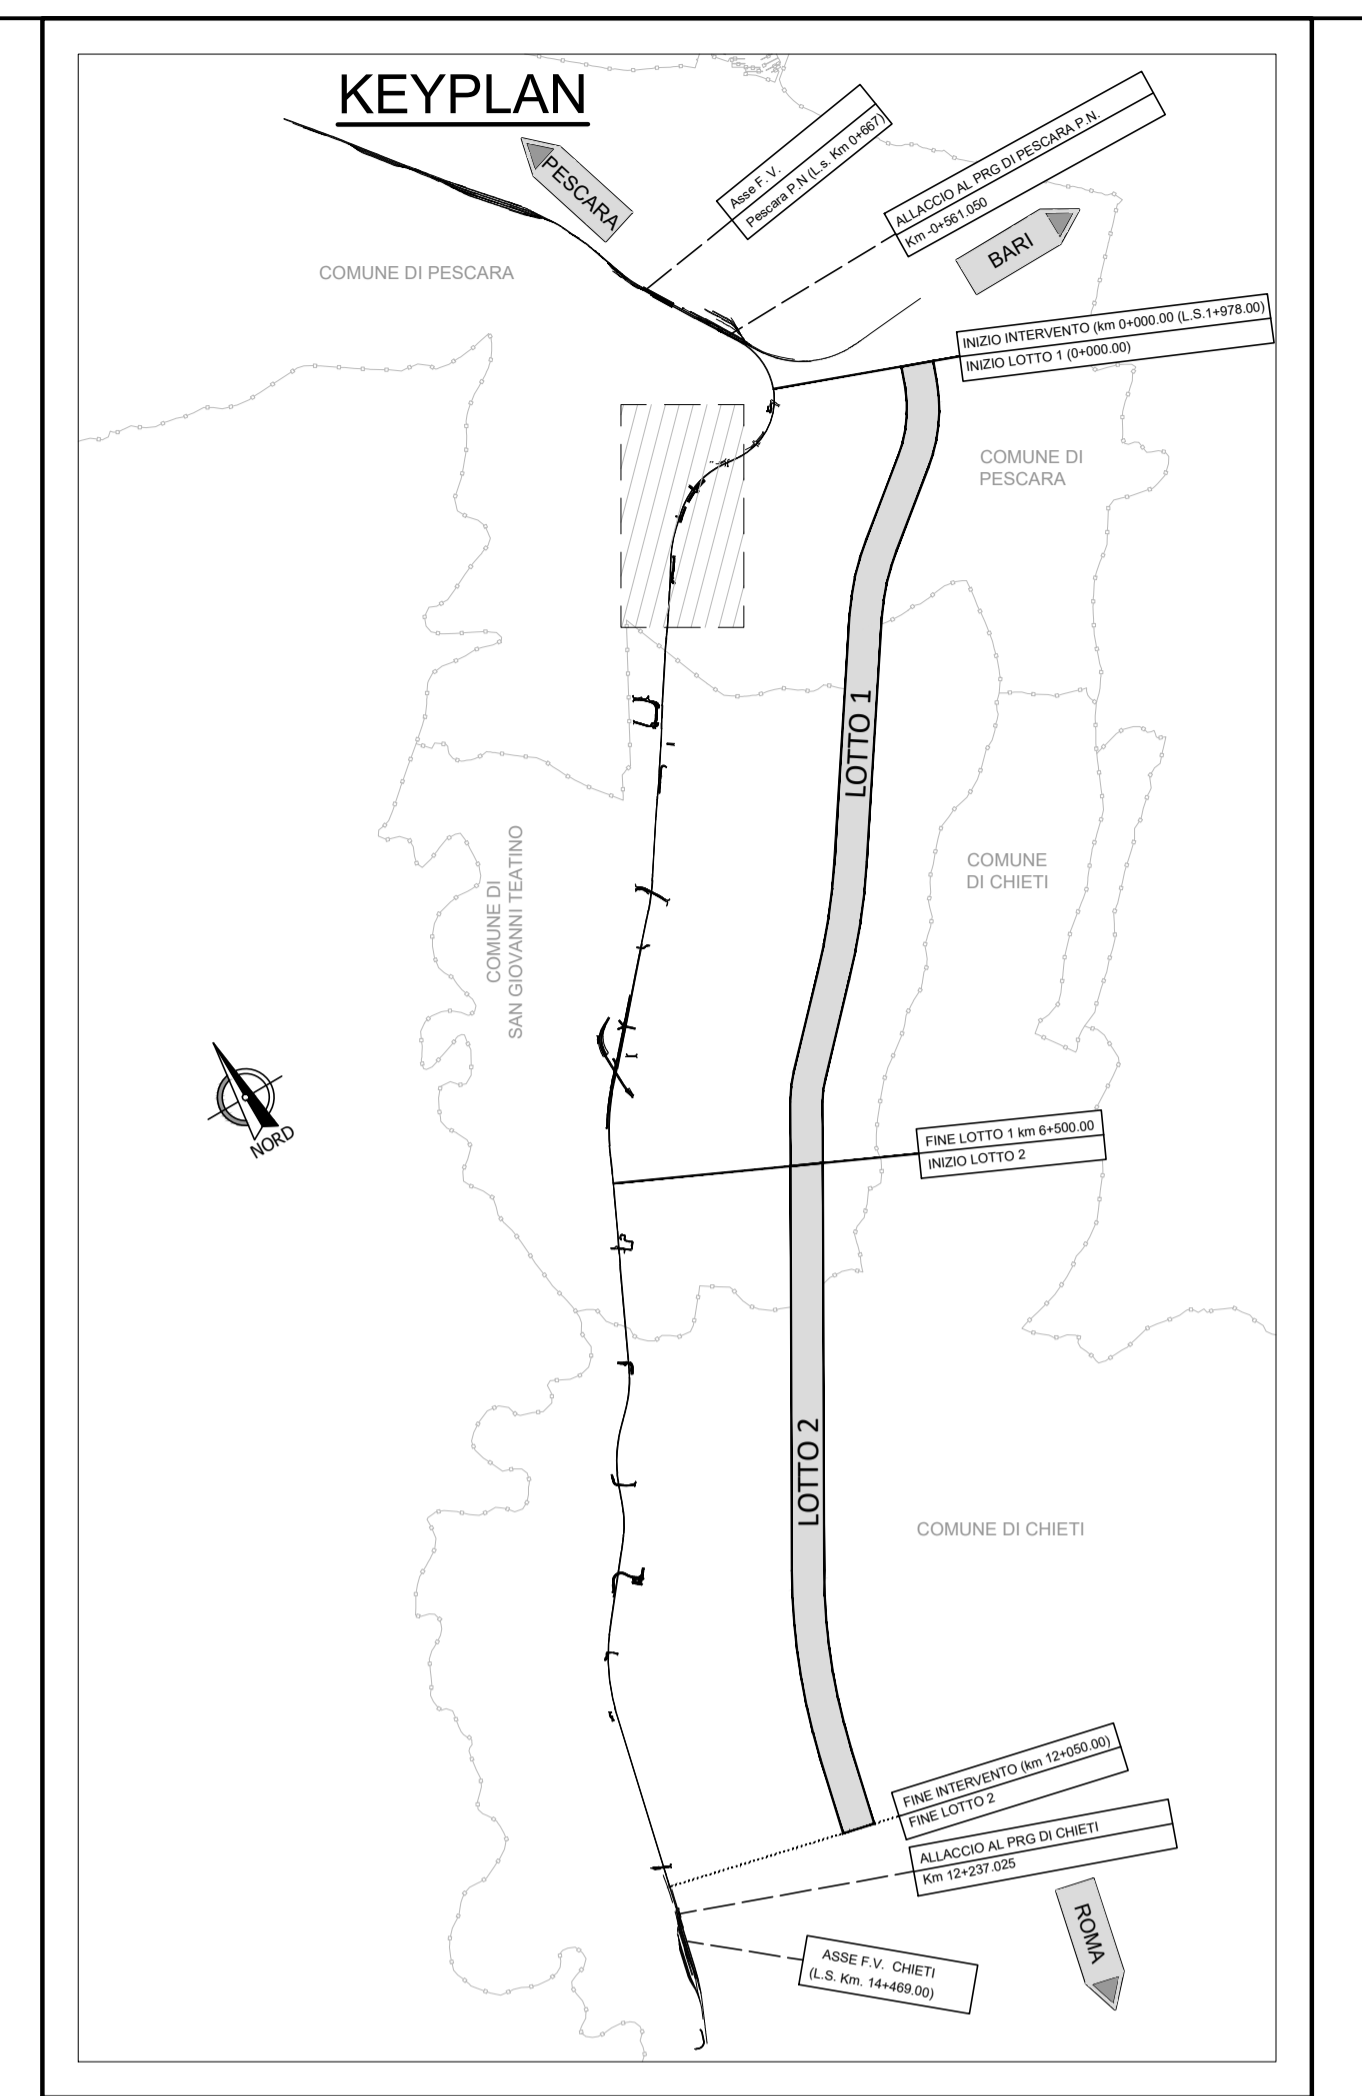 KEYPLAN
PESCARA
Asse F. V.
Pescara P.N (L.s. Km 0+667)
ALLACCIO AL PRG DI PESCARA P.N.
Km -0+561.050
BARI
COMUNE DI PESCARA
INIZIO INTERVENTO (km 0+000.00 (L.S.1+978.00)
INIZIO LOTTO 1 (0+000.00)
COMUNE DI
PESCARA
LOTTO 1
COMUNE DI
SAN GIOVANNI TEATINO
COMUNE
DI CHIETI
NORD
FINE LOTTO 1 km 6+500.00
INIZIO LOTTO 2
LOTTO 2
COMUNE DI CHIETI
FINE INTERVENTO (km 12+050.00)
FINE LOTTO 2
ALLACCIO AL PRG DI CHIETI
Km 12+237.025
ROMA
ASSE F.V. CHIETI
(L.S. Km. 14+469.00)